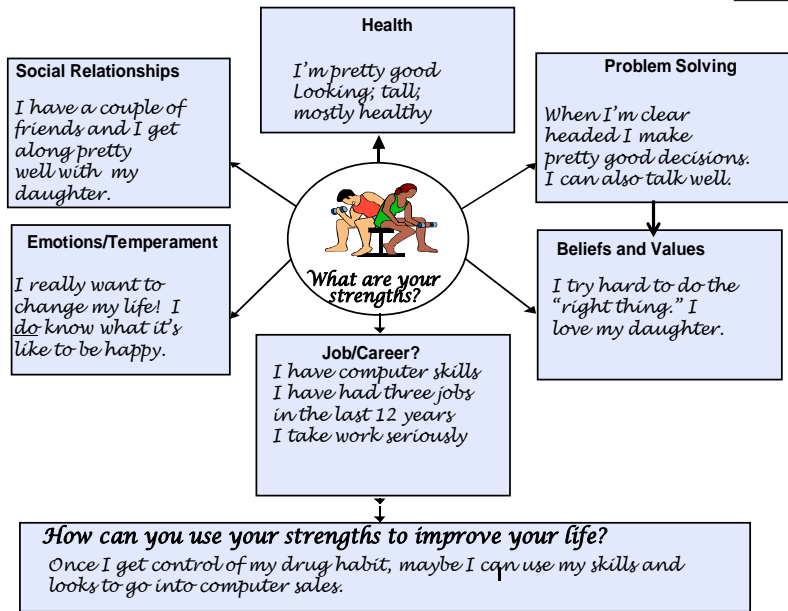 Health
I'm pretty good
Looking; tall;
mostly healthy
Social Relationships
I have a couple of
friends and I get
along pretty
well with my
daughter.
Problem Solving
When I'm clear
headed I make
pretty good decisions.
I can also talk well.
What are your
strengths?
Emotions/Temperament
I really want to
change my life! I
do know what it's
like to be happy.
Beliefs and Values
I try hard to do the
“right thing.” I
love my daughter.
Job/Career?
I have computer skills
I have had three jobs
in the last 12 years
I take work seriously
How can you use your strengths to improve your life?
Once I get control of my drug habit, maybe I can use my skills and
looks to go into computer sales.